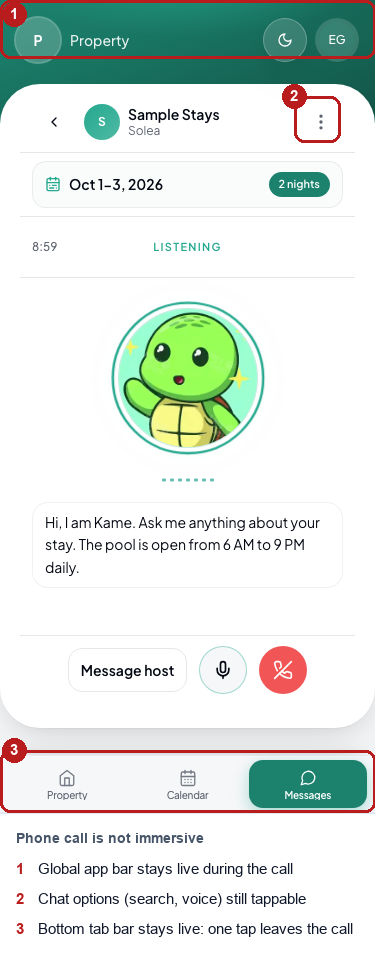 1
P Property EG
2
S Sample Stays
Solea
Oct 1–3, 2026 2 nights
8:59 LISTENING
Hi, I am Kame. Ask me anything about your
stay. The pool is open from 6 AM to 9 PM
daily.
Message host
3
Property Calendar Messages
Phone call is not immersive
1 Global app bar stays live during the call
2 Chat options (search, voice) still tappable
3 Bottom tab bar stays live: one tap leaves the call